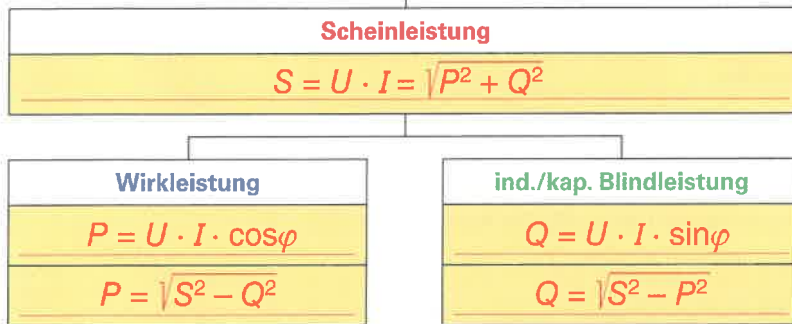 Scheinleistung
S = U · I = √P² + Q²
Wirkleistung
P = U · I · cosφ
P = √S² − Q²
ind./kap. Blindleistung
Q = U · I · sinφ
Q = √S² − P²